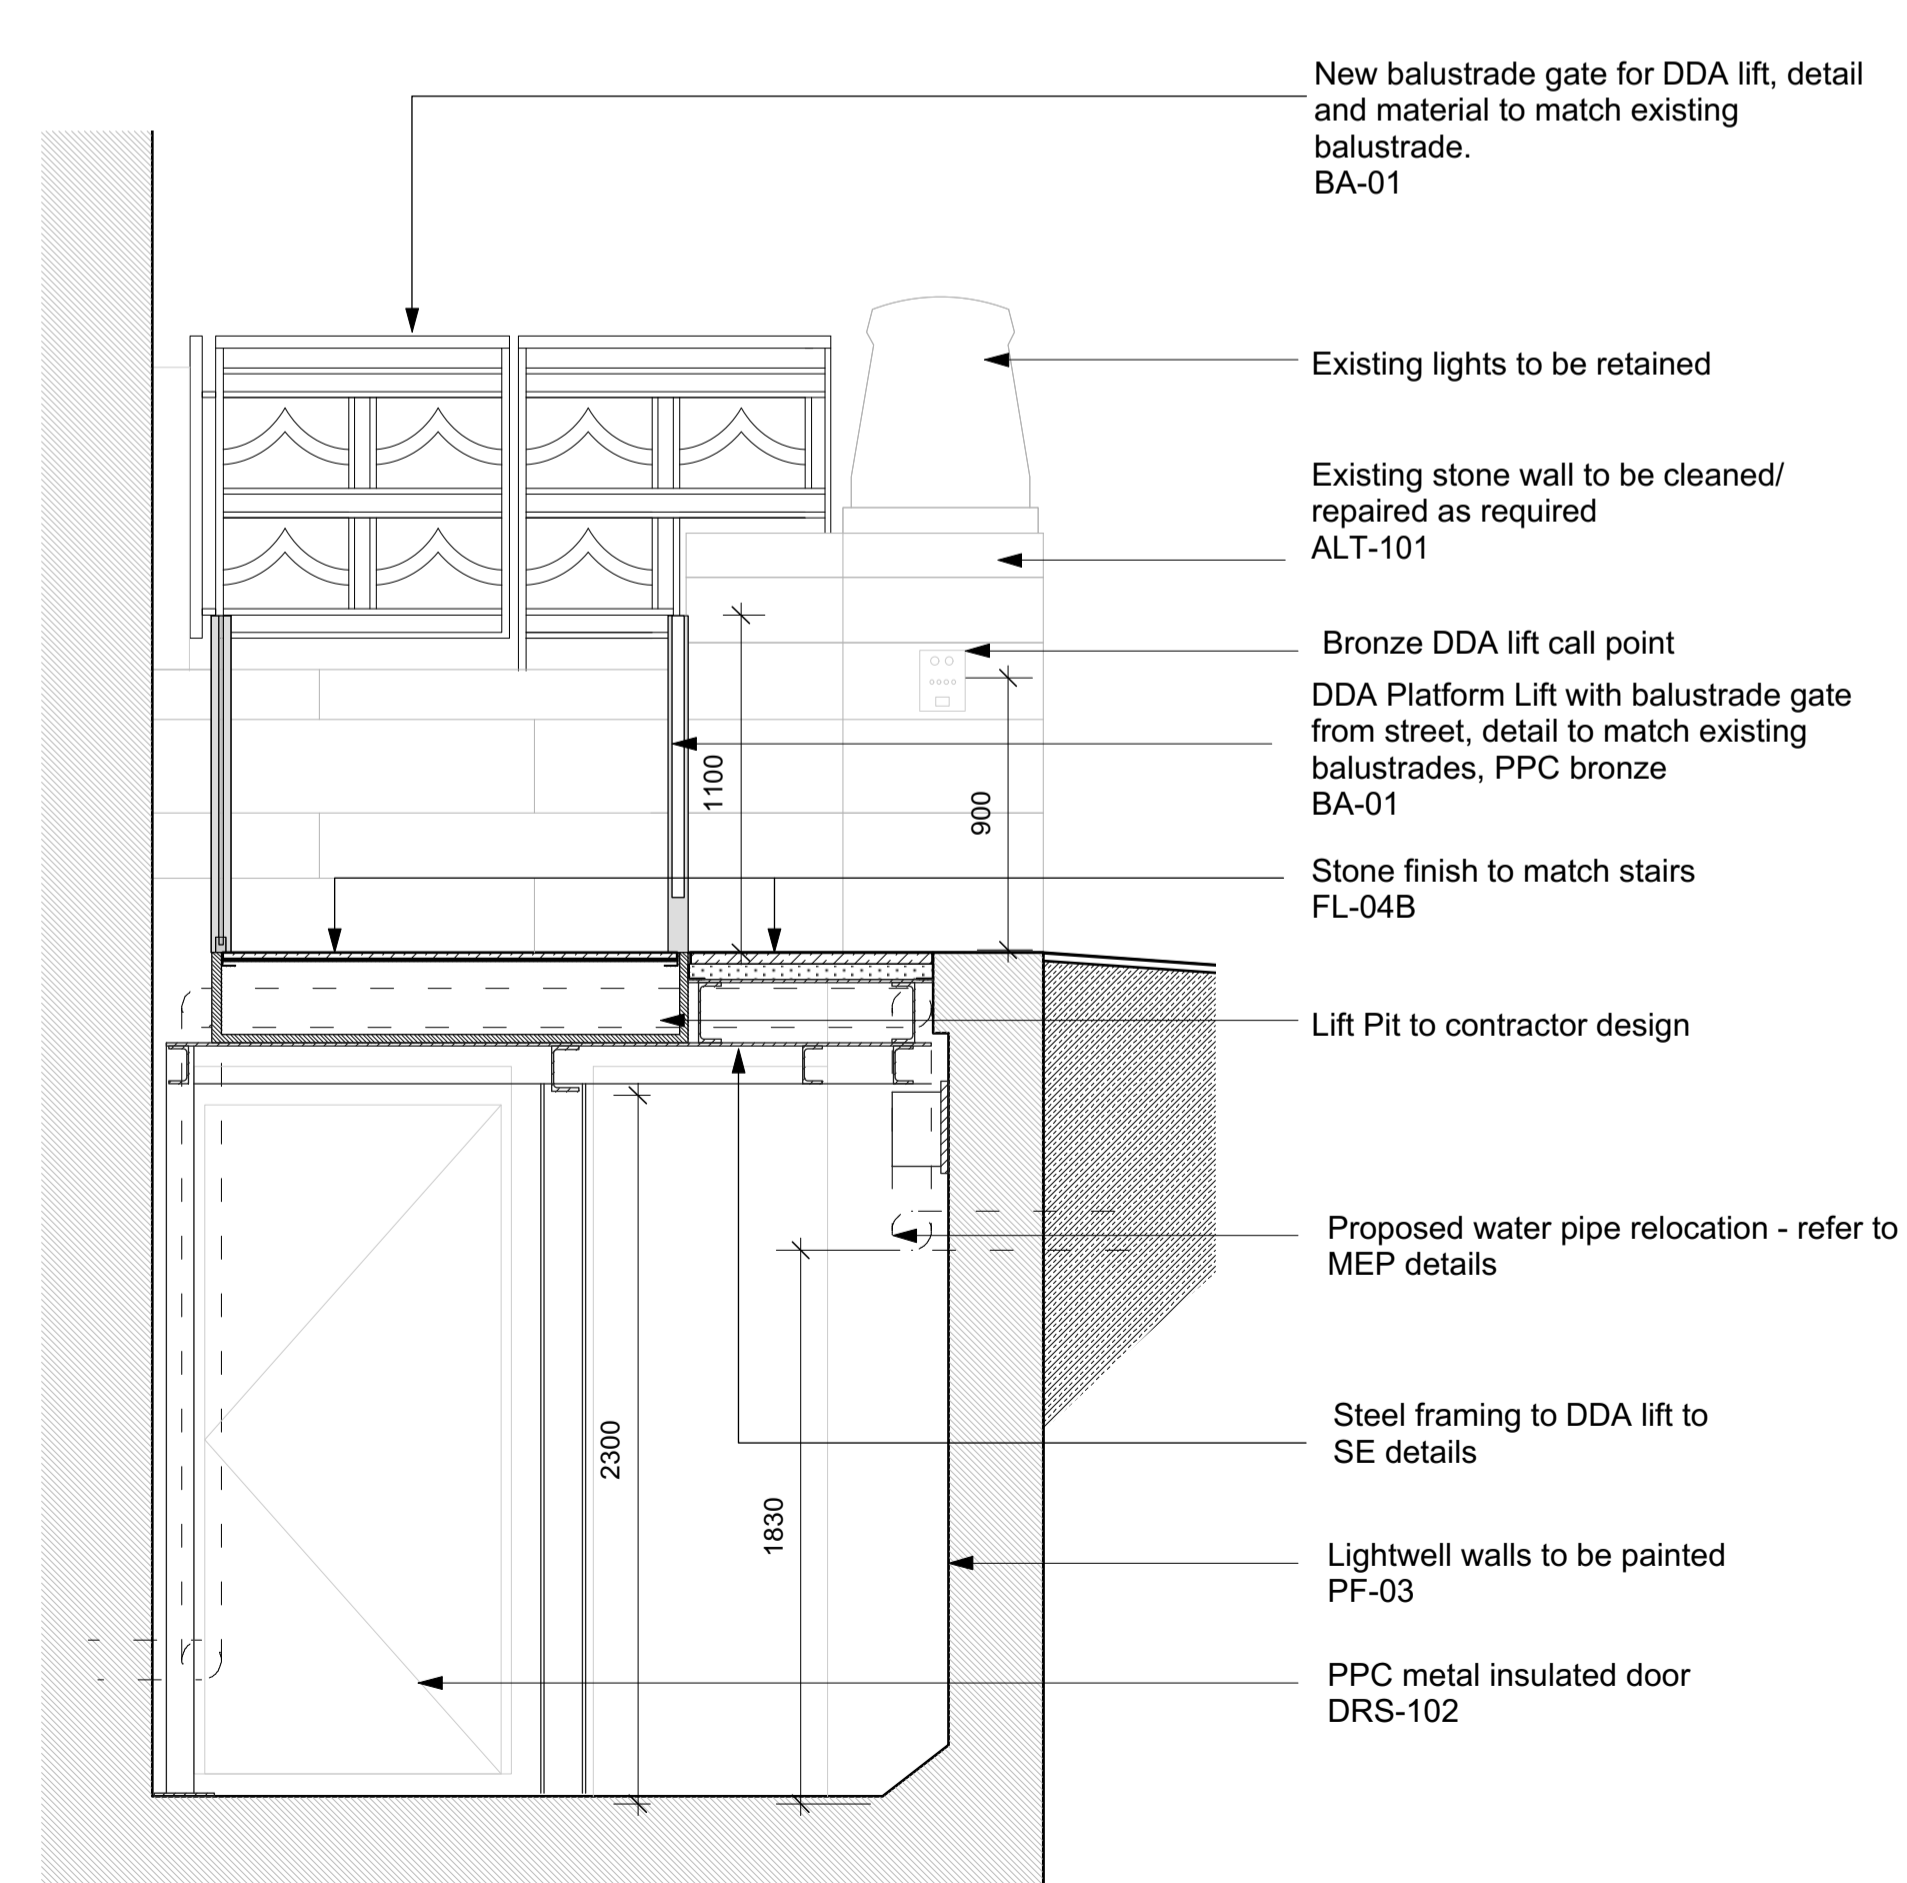 New balustrade gate for DDA lift, detail
and material to match existing
balustrade.
BA-01
Existing lights to be retained
Existing stone wall to be cleaned/
repaired as required
ALT-101
Bronze DDA lift call point
DDA Platform Lift with balustrade gate
from street, detail to match existing
balustrades, PPC bronze
BA-01
1100
900
Stone finish to match stairs
FL-04B
Lift Pit to contractor design
Proposed water pipe relocation - refer to
MEP details
Steel framing to DDA lift to
SE details
2300
1830
Lightwell walls to be painted
PF-03
PPC metal insulated door
DRS-102